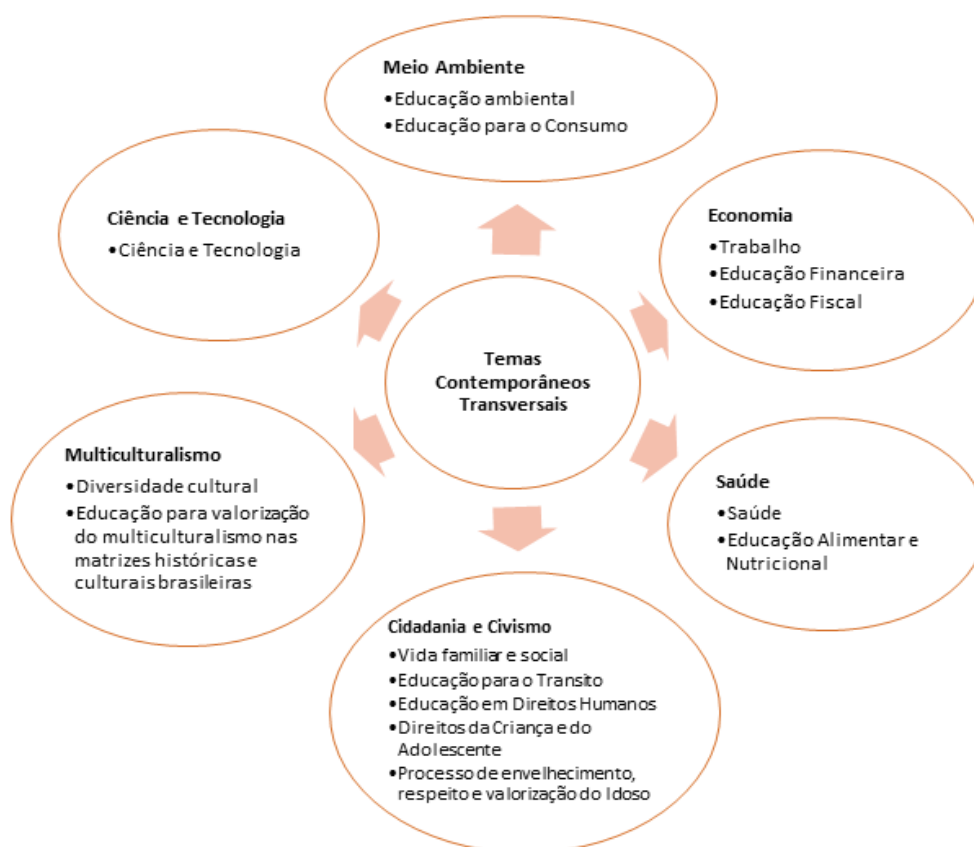 Meio Ambiente
•Educação ambiental
•Educação para o Consumo
Ciência e Tecnologia
•Ciência e Tecnologia
Economia
•Trabalho
•Educação Financeira
•Educação Fiscal
Temas
Contemporâneos
Transversais
Multiculturalismo
•Diversidade cultural
•Educação para valorização
do multiculturalismo nas
matrizes históricas e
culturais brasileiras
Saúde
•Saúde
•Educação Alimentar e
Nutricional
Cidadania e Civismo
•Vida familiar e social
•Educação para o Transito
•Educação em Direitos Humanos
•Direitos da Criança e do
Adolescente
•Processo de envelhecimento,
respeito e valorização do Idoso